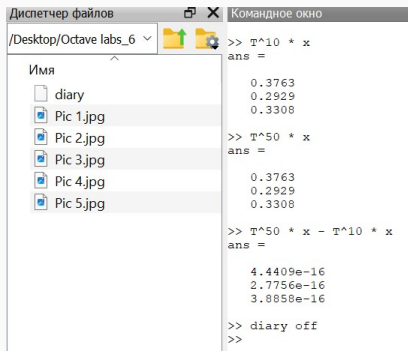 Диспетчер файлов
/Desktop/Octave labs_6
Имя
diary
Pic 1.jpg
Pic 2.jpg
Pic 3.jpg
Pic 4.jpg
Pic 5.jpg
Командное окно
>> T^10 * x
ans =
0.3763
0.2929
0.3308
>> T^50 * x
ans =
0.3763
0.2929
0.3308
>> T^50 * x - T^10 * x
ans =
4.4409e-16
2.7756e-16
3.8858e-16
>> diary off
>>